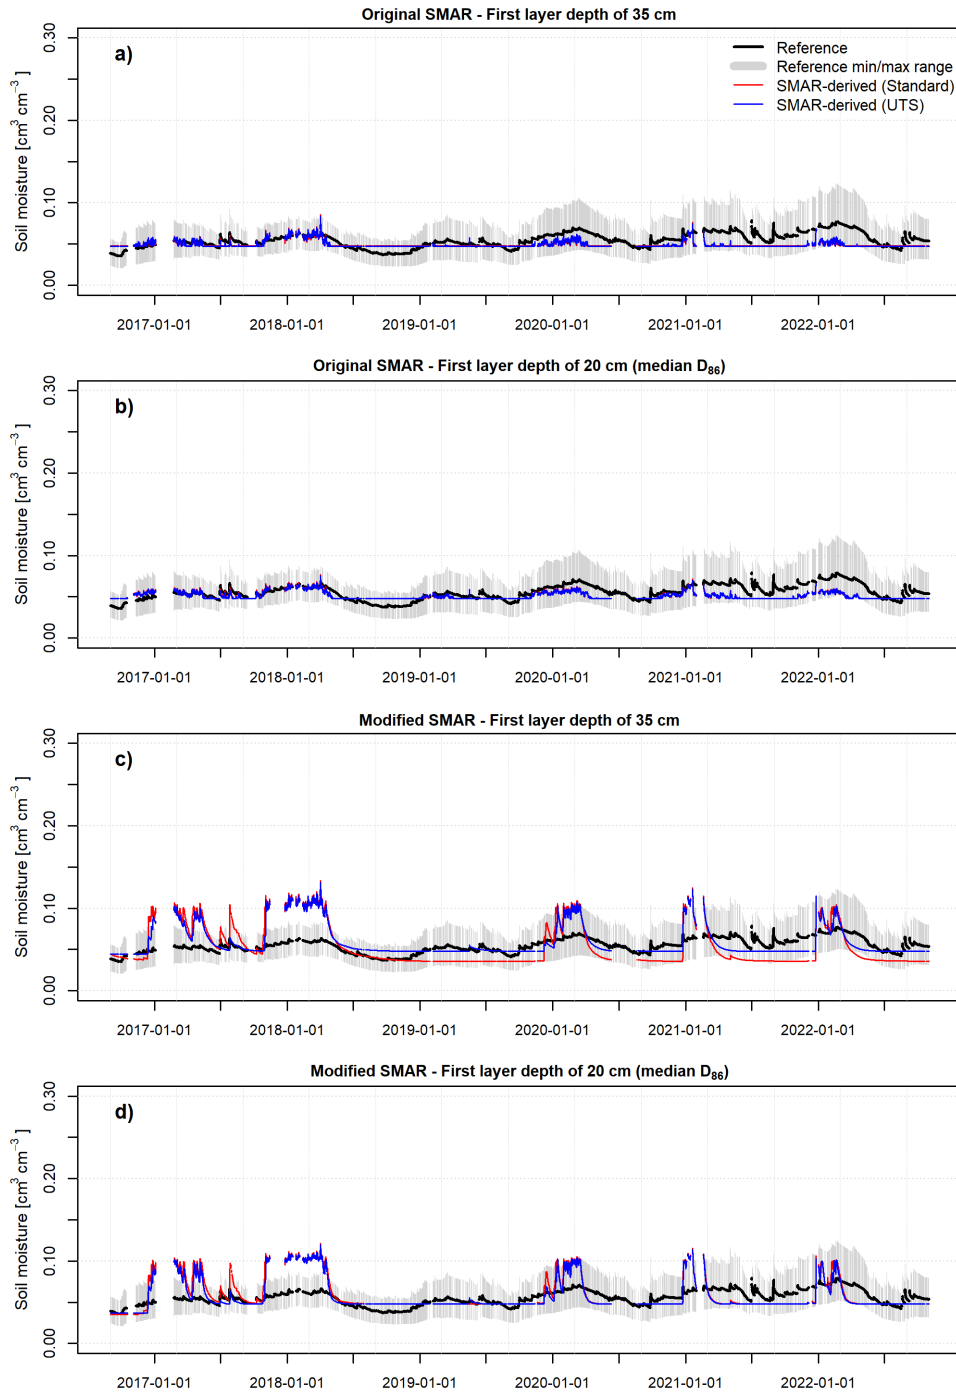 Original SMAR - First layer depth of 35 cm
a)
Reference
Reference min/max range
SMAR-derived (Standard)
SMAR-derived (UTS)
Soil moisture [cm³ cm⁻³ ]
0.00 0.10 0.20 0.30
2017-01-01 2018-01-01 2019-01-01 2020-01-01 2021-01-01 2022-01-01
Original SMAR - First layer depth of 20 cm (median D₈₆)
b)
Soil moisture [cm³ cm⁻³ ]
0.00 0.10 0.20 0.30
2017-01-01 2018-01-01 2019-01-01 2020-01-01 2021-01-01 2022-01-01
Modified SMAR - First layer depth of 35 cm
c)
Soil moisture [cm³ cm⁻³ ]
0.00 0.10 0.20 0.30
2017-01-01 2018-01-01 2019-01-01 2020-01-01 2021-01-01 2022-01-01
Modified SMAR - First layer depth of 20 cm (median D₈₆)
d)
Soil moisture [cm³ cm⁻³ ]
0.00 0.10 0.20 0.30
2017-01-01 2018-01-01 2019-01-01 2020-01-01 2021-01-01 2022-01-01